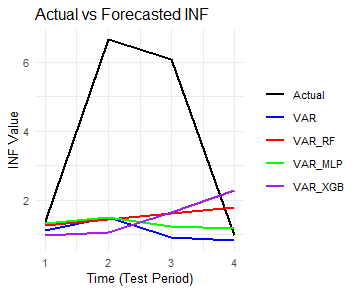 Actual vs Forecasted INF
INF Value
6
4
2
1 2 3 4
Time (Test Period)
Actual
VAR
VAR_RF
VAR_MLP
VAR_XGB